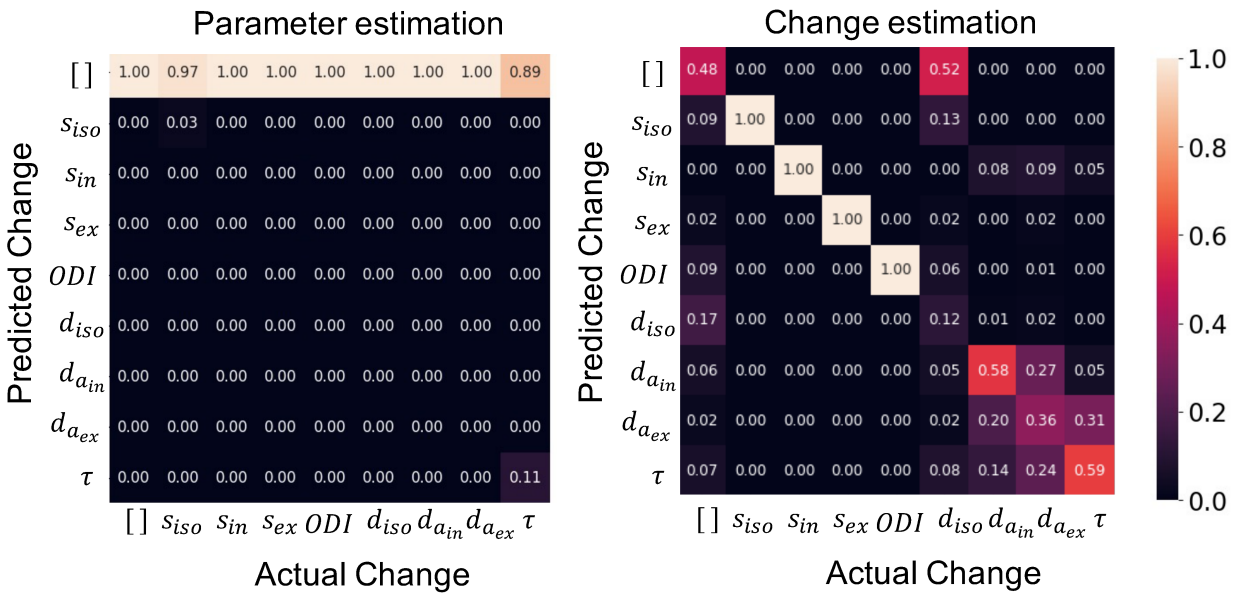 Parameter estimation
Predicted Change
[ ] 1.00 0.97 1.00 1.00 1.00 1.00 1.00 1.00 0.89
s_iso 0.00 0.03 0.00 0.00 0.00 0.00 0.00 0.00 0.00
s_in 0.00 0.00 0.00 0.00 0.00 0.00 0.00 0.00 0.00
s_ex 0.00 0.00 0.00 0.00 0.00 0.00 0.00 0.00 0.00
ODI 0.00 0.00 0.00 0.00 0.00 0.00 0.00 0.00 0.00
d_iso 0.00 0.00 0.00 0.00 0.00 0.00 0.00 0.00 0.00
d_a_in 0.00 0.00 0.00 0.00 0.00 0.00 0.00 0.00 0.00
d_a_ex 0.00 0.00 0.00 0.00 0.00 0.00 0.00 0.00 0.00
τ 0.00 0.00 0.00 0.00 0.00 0.00 0.00 0.00 0.11
[ ] s_iso s_in s_ex ODI d_iso d_a_in d_a_ex τ
Actual Change
Change estimation
Predicted Change
[ ] 0.48 0.00 0.00 0.00 0.00 0.52 0.00 0.00 0.00
s_iso 0.09 1.00 0.00 0.00 0.00 0.13 0.00 0.00 0.00
s_in 0.00 0.00 1.00 0.00 0.00 0.00 0.08 0.09 0.05
s_ex 0.02 0.00 0.00 1.00 0.00 0.02 0.00 0.02 0.00
ODI 0.09 0.00 0.00 0.00 1.00 0.06 0.00 0.01 0.00
d_iso 0.17 0.00 0.00 0.00 0.00 0.12 0.01 0.02 0.00
d_a_in 0.06 0.00 0.00 0.00 0.00 0.05 0.58 0.27 0.05
d_a_ex 0.02 0.00 0.00 0.00 0.00 0.02 0.20 0.36 0.31
τ 0.07 0.00 0.00 0.00 0.00 0.08 0.14 0.24 0.59
[ ] s_iso s_in s_ex ODI d_iso d_a_in d_a_ex τ
Actual Change
1.0
0.8
0.6
0.4
0.2
0.0